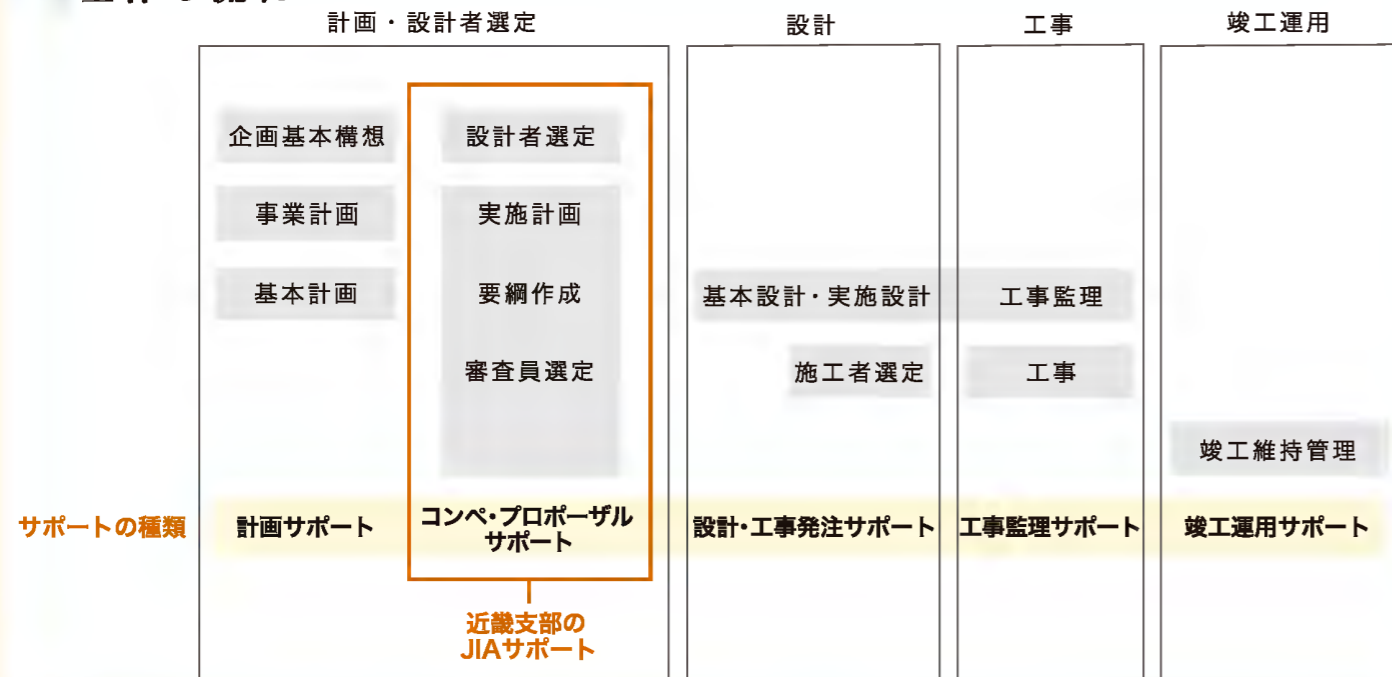 計画・設計者選定
設計
工事
竣工運用
企画基本構想
設計者選定
事業計画
実施計画
基本計画
要綱作成
基本設計・実施設計
工事監理
審査員選定
施工者選定
工事
竣工維持管理
サポートの種類
計画サポート
コンペ・プロポーザル
サポート
設計・工事発注サポート
工事監理サポート
竣工運用サポート
近畿支部の
JIAサポート